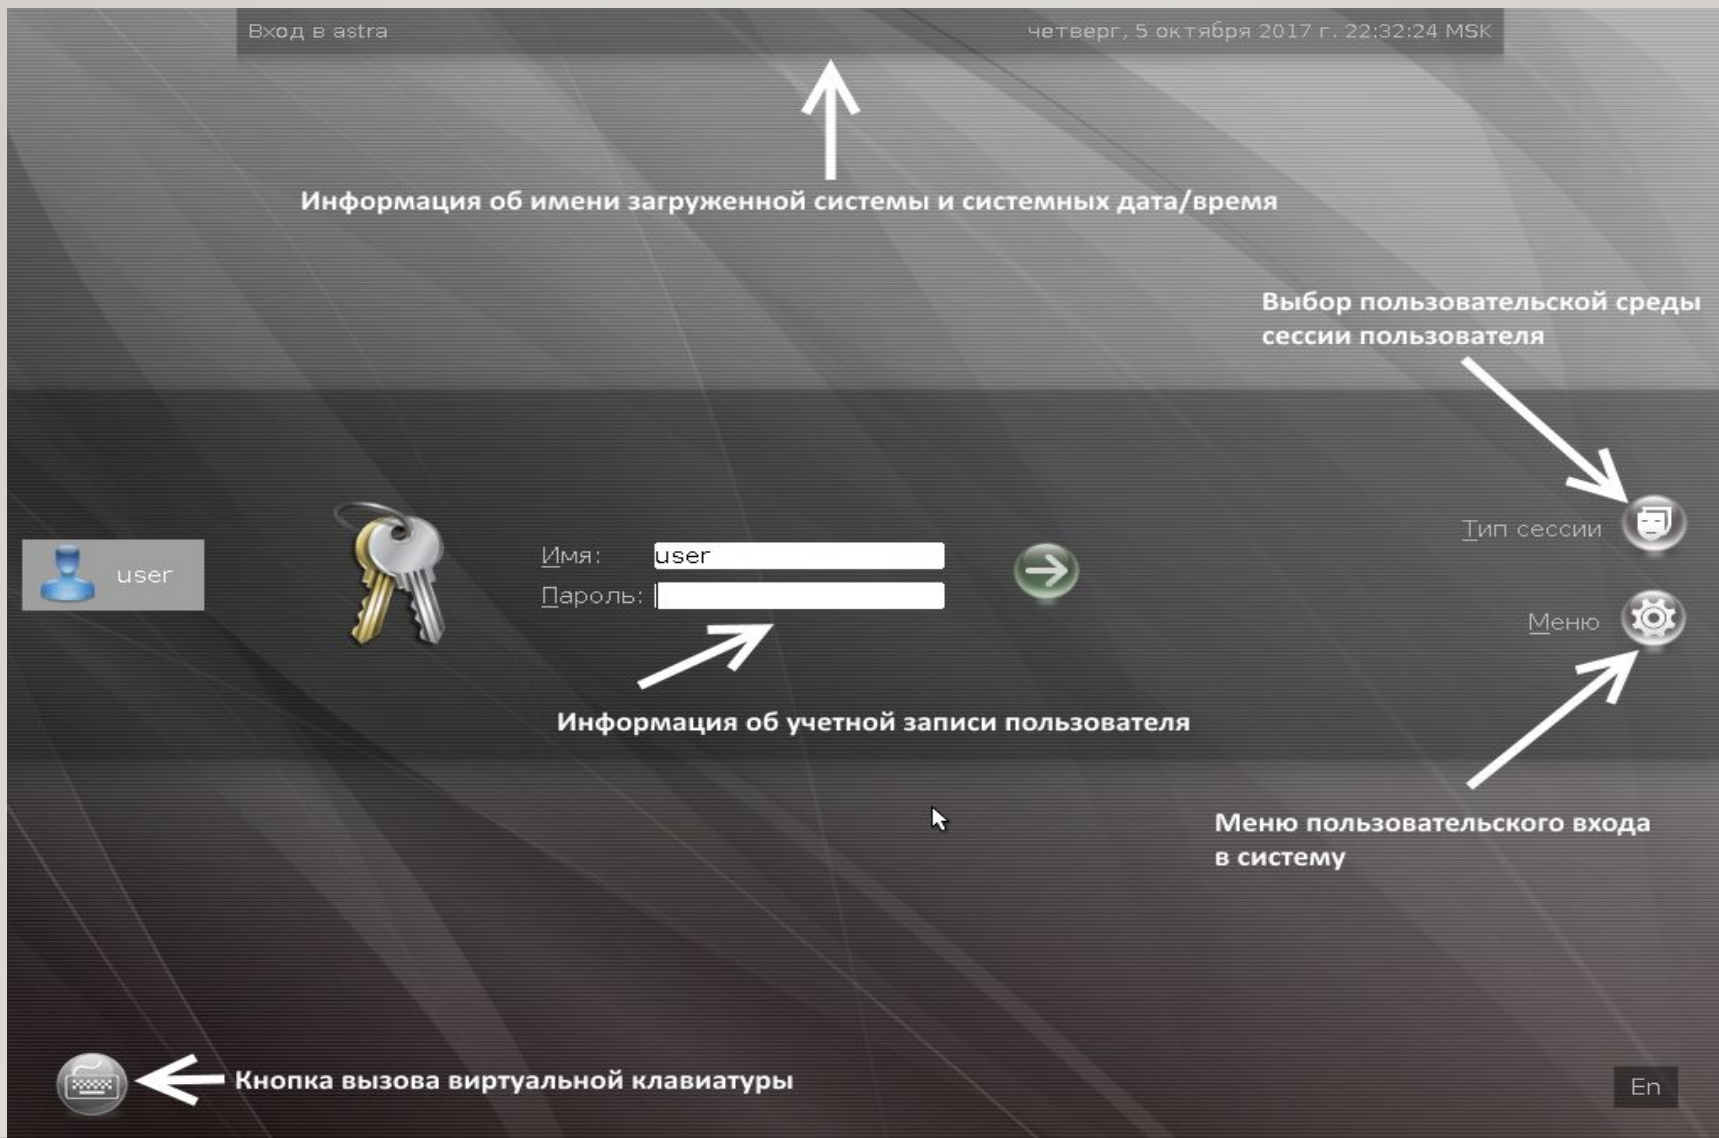 Вход в astra
четверг, 5 октября 2017 г. 22:32:24 MSK
Информация об имени загруженной системы и системных дата/время
Выбор пользовательской среды
сессии пользователя
Тип сессии
user
Имя: user
Пароль:
Меню
Информация об учетной записи пользователя
Меню пользовательского входа
в систему
Кнопка вызова виртуальной клавиатуры
En